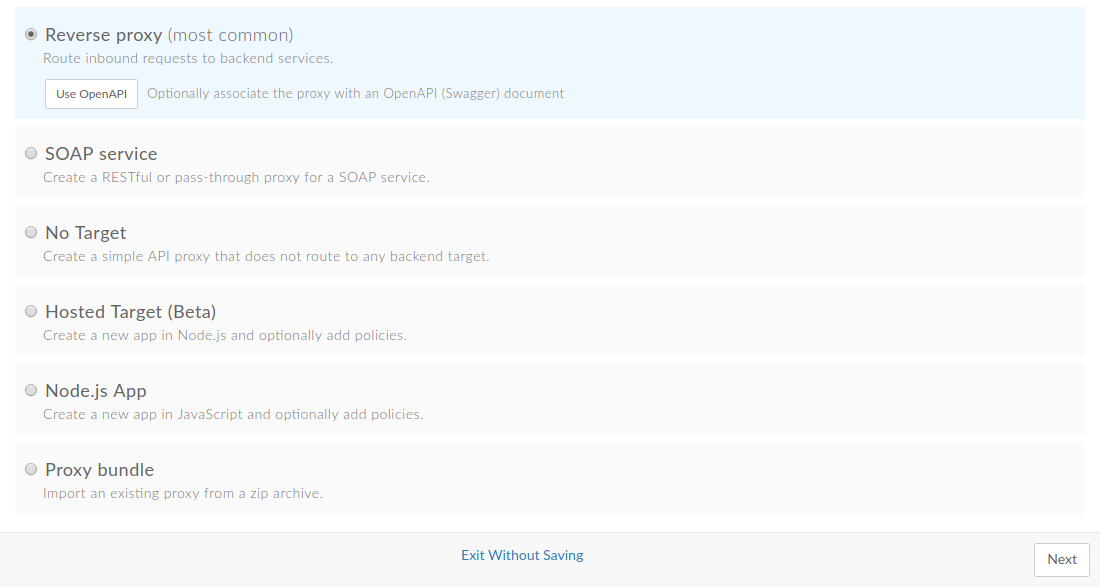 Reverse proxy (most common)
Route inbound requests to backend services.
Use OpenAPI Optionally associate the proxy with an OpenAPI (Swagger) document
SOAP service
Create a RESTful or pass-through proxy for a SOAP service.
No Target
Create a simple API proxy that does not route to any backend target.
Hosted Target (Beta)
Create a new app in Node.js and optionally add policies.
Node.js App
Create a new app in JavaScript and optionally add policies.
Proxy bundle
Import an existing proxy from a zip archive.
Exit Without Saving
Next